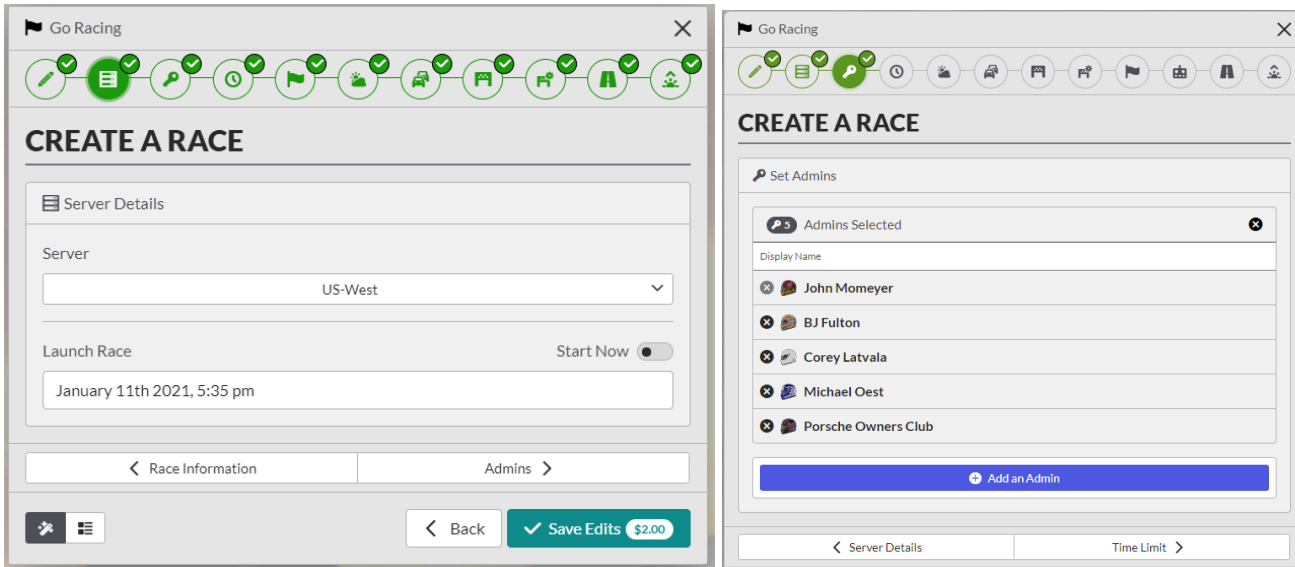 Go Racing
CREATE A RACE
Server Details
Server
US-West
Launch Race
Start Now
January 11th 2021, 5:35 pm
Race Information
Admins
Back
Save Edits $2.00
Go Racing
CREATE A RACE
Set Admins
5 Admins Selected
Display Name
John Momeyer
BJ Fulton
Corey Latvala
Michael Oest
Porsche Owners Club
Add an Admin
Server Details
Time Limit